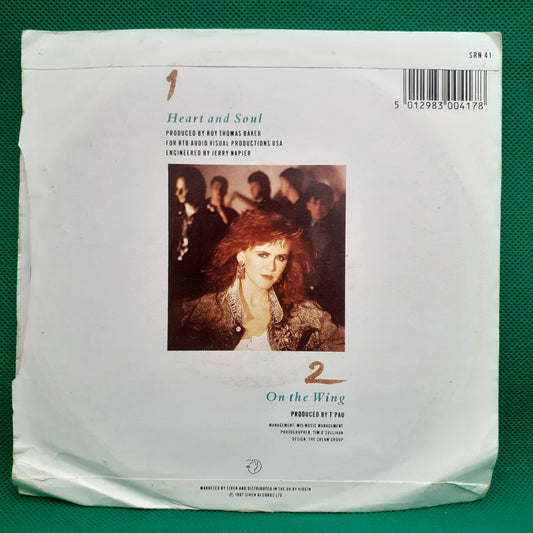 SRN 41
5 012983 004178
1
Heart and Soul
PRODUCED BY ROY THOMAS BAKER
FOR RTB AUDIO VISUAL PRODUCTIONS USA
ENGINEERED BY JERRY NAPIER
2
On the Wing
PRODUCED BY T'PAU
MANAGEMENT: MIS MUSIC MANAGEMENT
PHOTOGRAPHER: TIM O'SULLIVAN
DESIGN: THE CREAM GROUP
MARKETED BY SIREN AND DISTRIBUTED IN THE UK BY VIRGIN
℗ 1987 SIREN RECORDS LTD